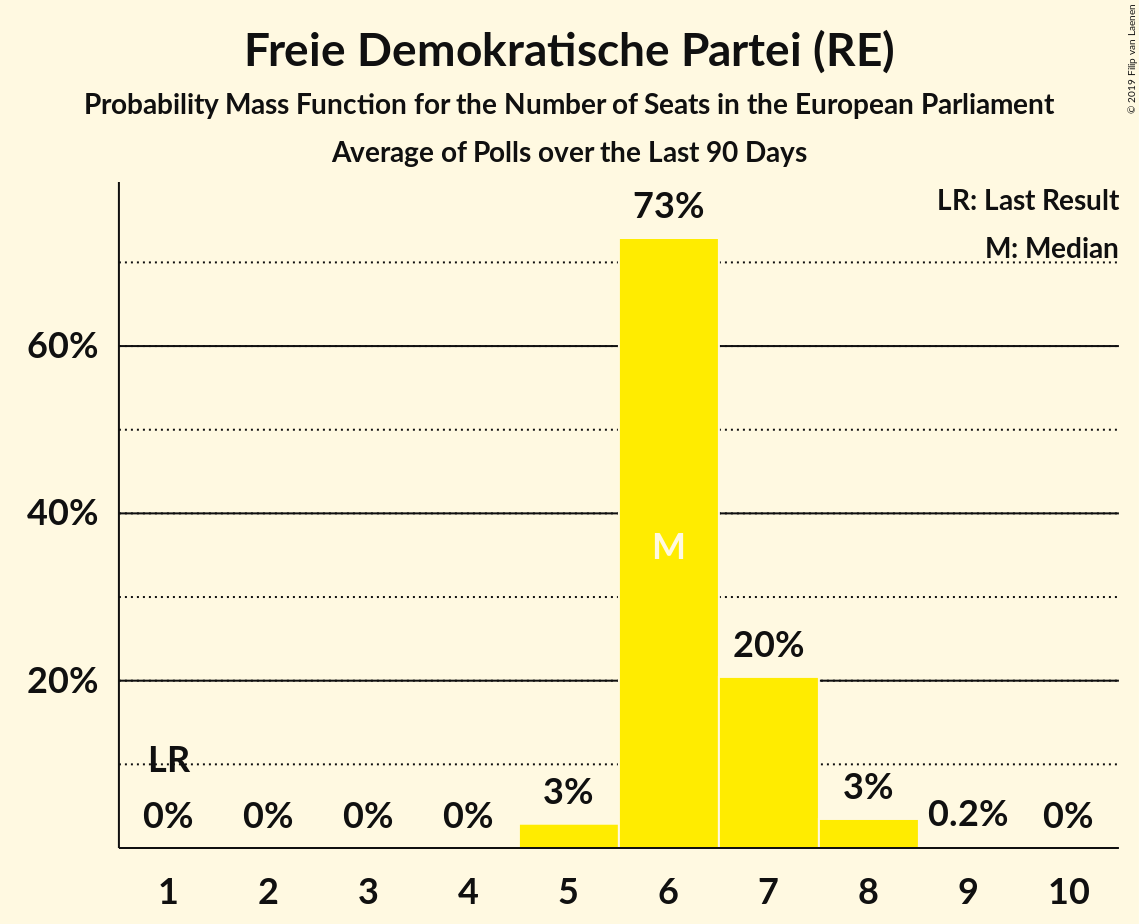 Freie Demokratische Partei (RE)
Probability Mass Function for the Number of Seats in the European Parliament
Average of Polls over the Last 90 Days
© 2019 Filip van Laenen
LR: Last Result
M: Median
73%
60%
40%
M
20%
20%
LR
0%
0%
0%
0%
3%
3%
0.2%
0%
1 2 3 4 5 6 7 8 9 10